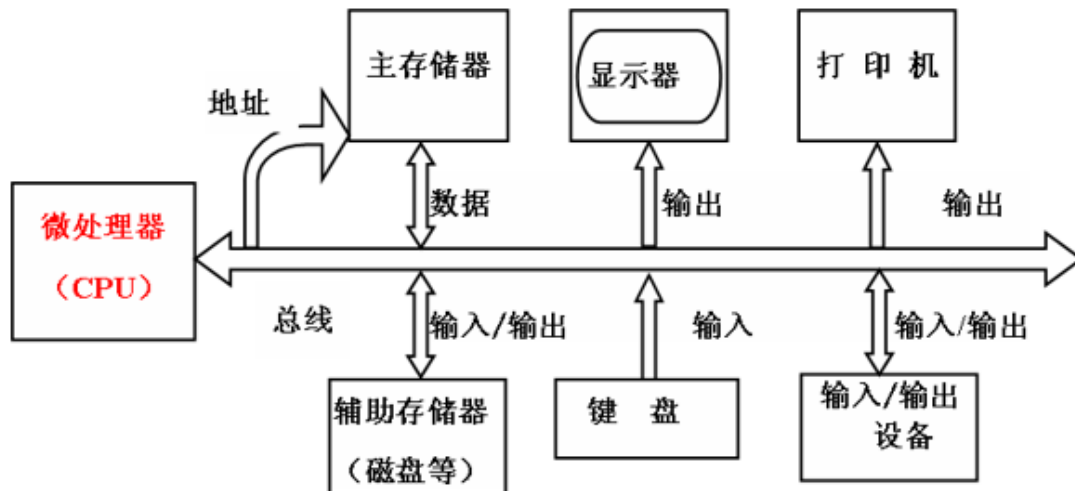 主存储器
显示器
打 印 机
地址
微处理器
（CPU）
数据
输出
输出
总线
输入/输出
输入
输入/输出
辅助存储器
（磁盘等）
键 盘
输入/输出
设备